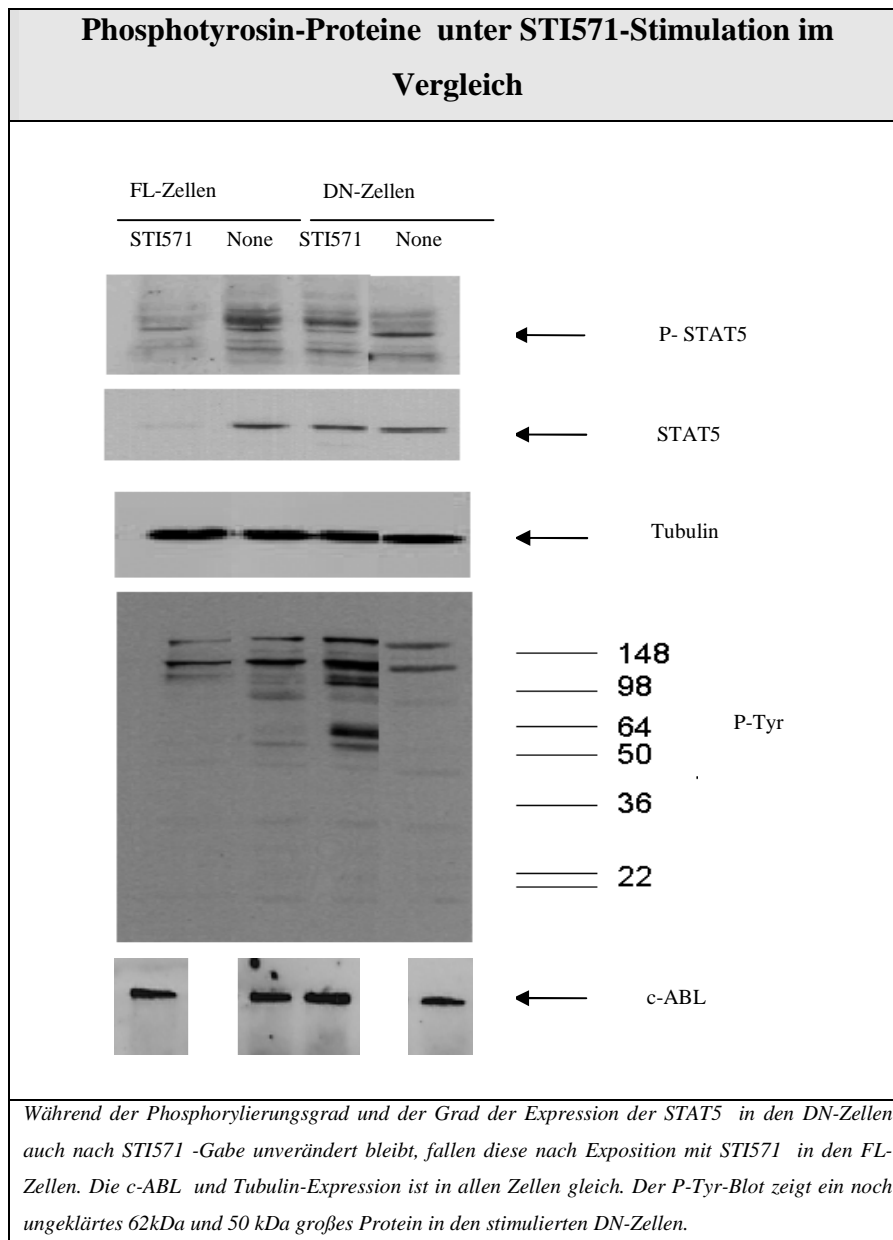 Phosphotyrosin-Proteine unter STI571-Stimulation im
Vergleich
FL-Zellen DN-Zellen
STI571 None STI571 None
P- STAT5
STAT5
Tubulin
148
98
64
P-Tyr
50
36
22
c-ABL
Während der Phosphorylierungsgrad und der Grad der Expression der STAT5 in den DN-Zellen
auch nach STI571 -Gabe unverändert bleibt, fallen diese nach Exposition mit STI571 in den FL-
Zellen. Die c-ABL und Tubulin-Expression ist in allen Zellen gleich. Der P-Tyr-Blot zeigt ein noch
ungeklärtes 62kDa und 50 kDa großes Protein in den stimulierten DN-Zellen.